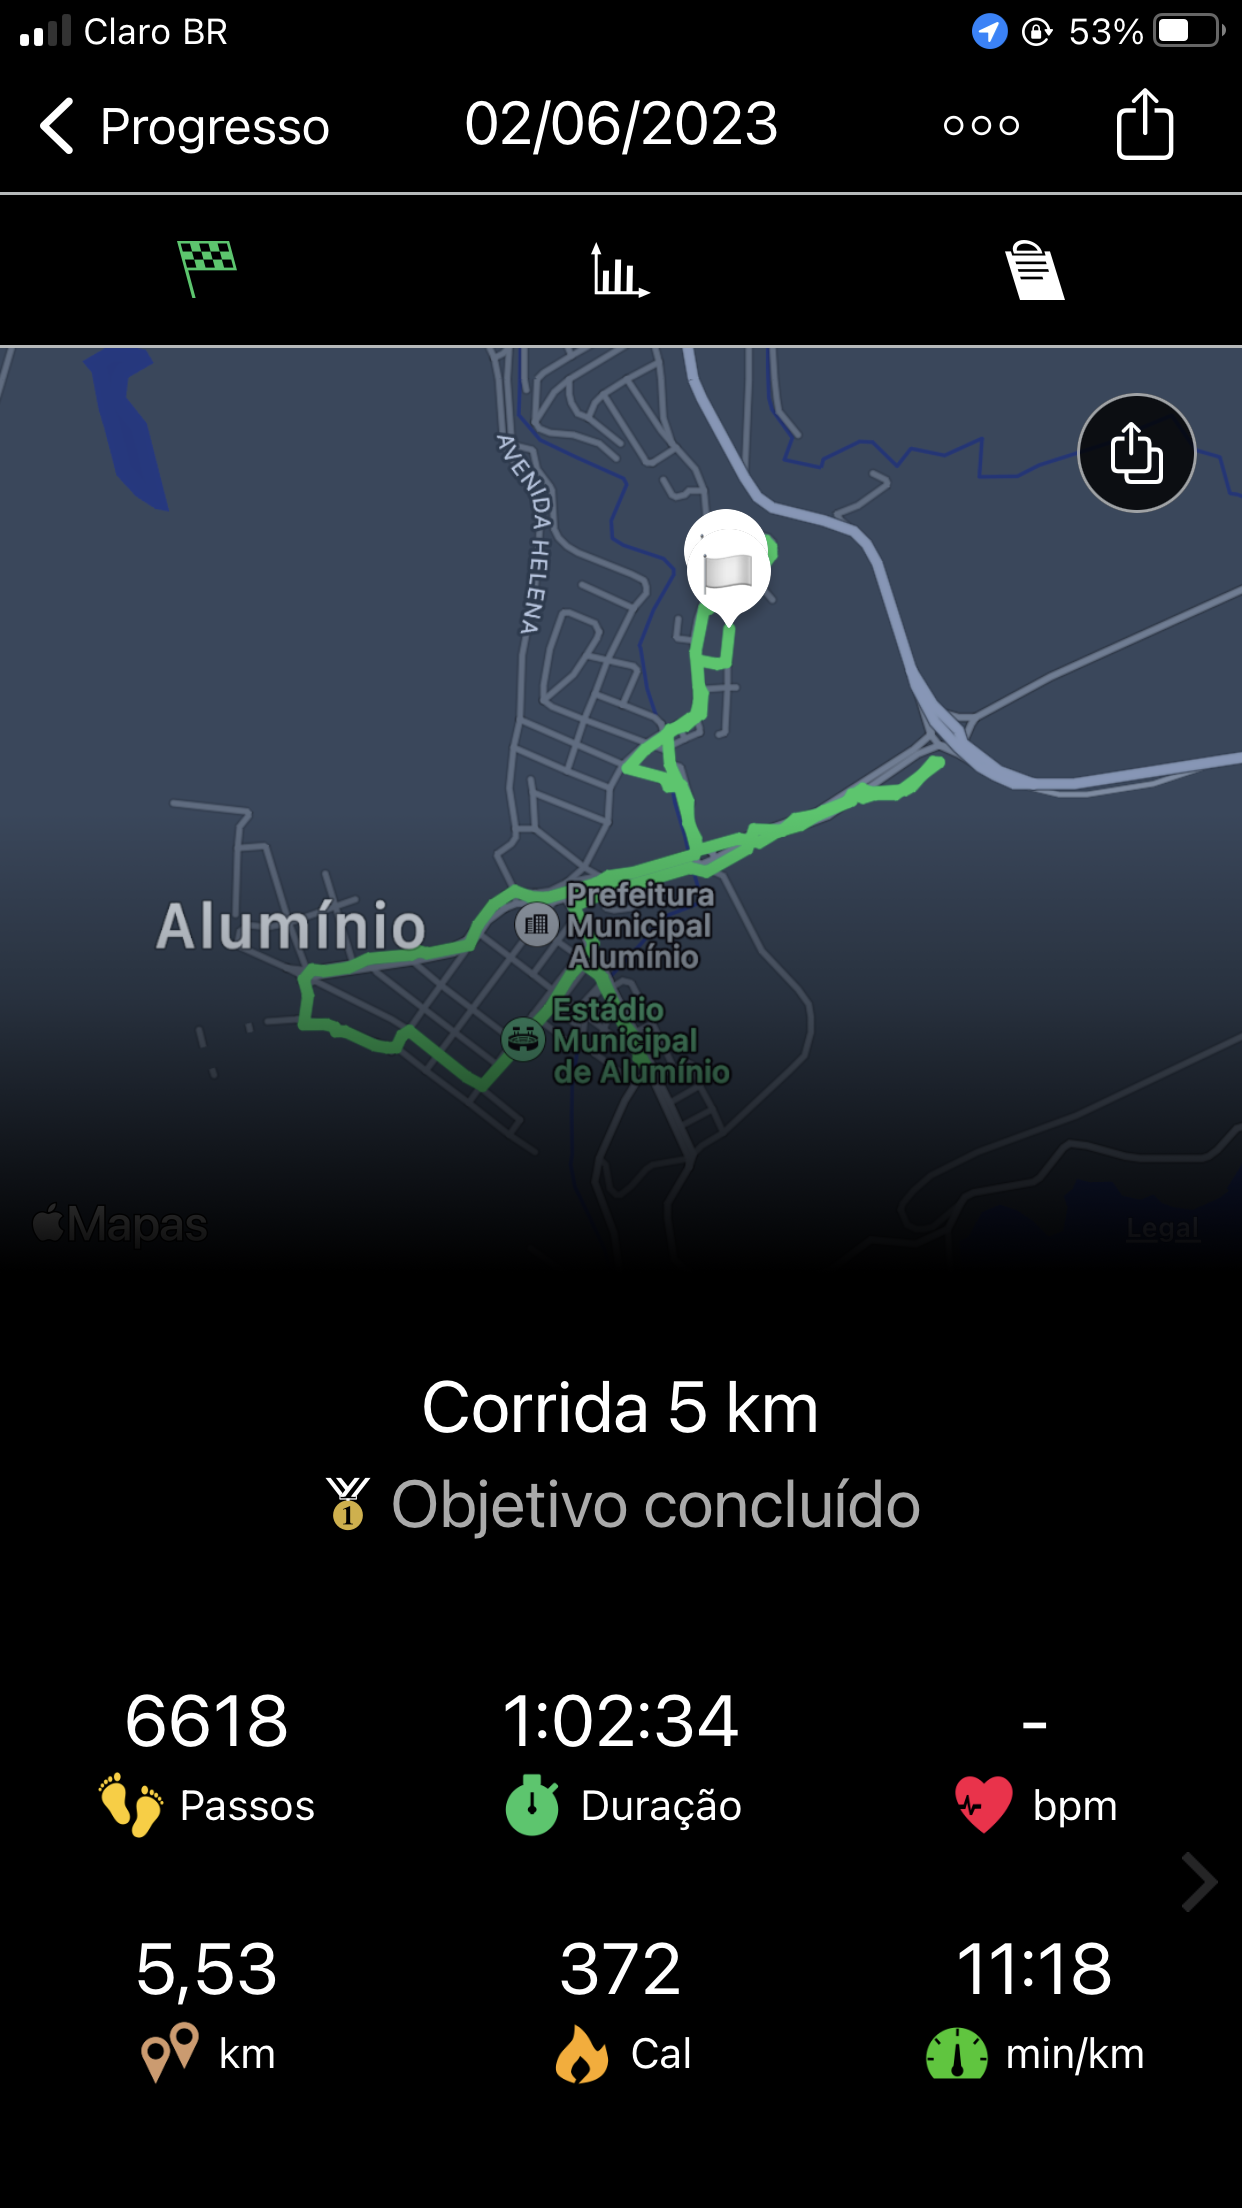 Claro BR
53%
Progresso
02/06/2023
AVENIDA HELENA
Alumínio
Prefeitura
Municipal
Alumínio
Estádio
Municipal
de Alumínio
Mapas
Legal
Corrida 5 km
1
Objetivo concluído
6618
1:02:34
-
Passos
Duração
bpm
5,53
372
11:18
km
Cal
min/km